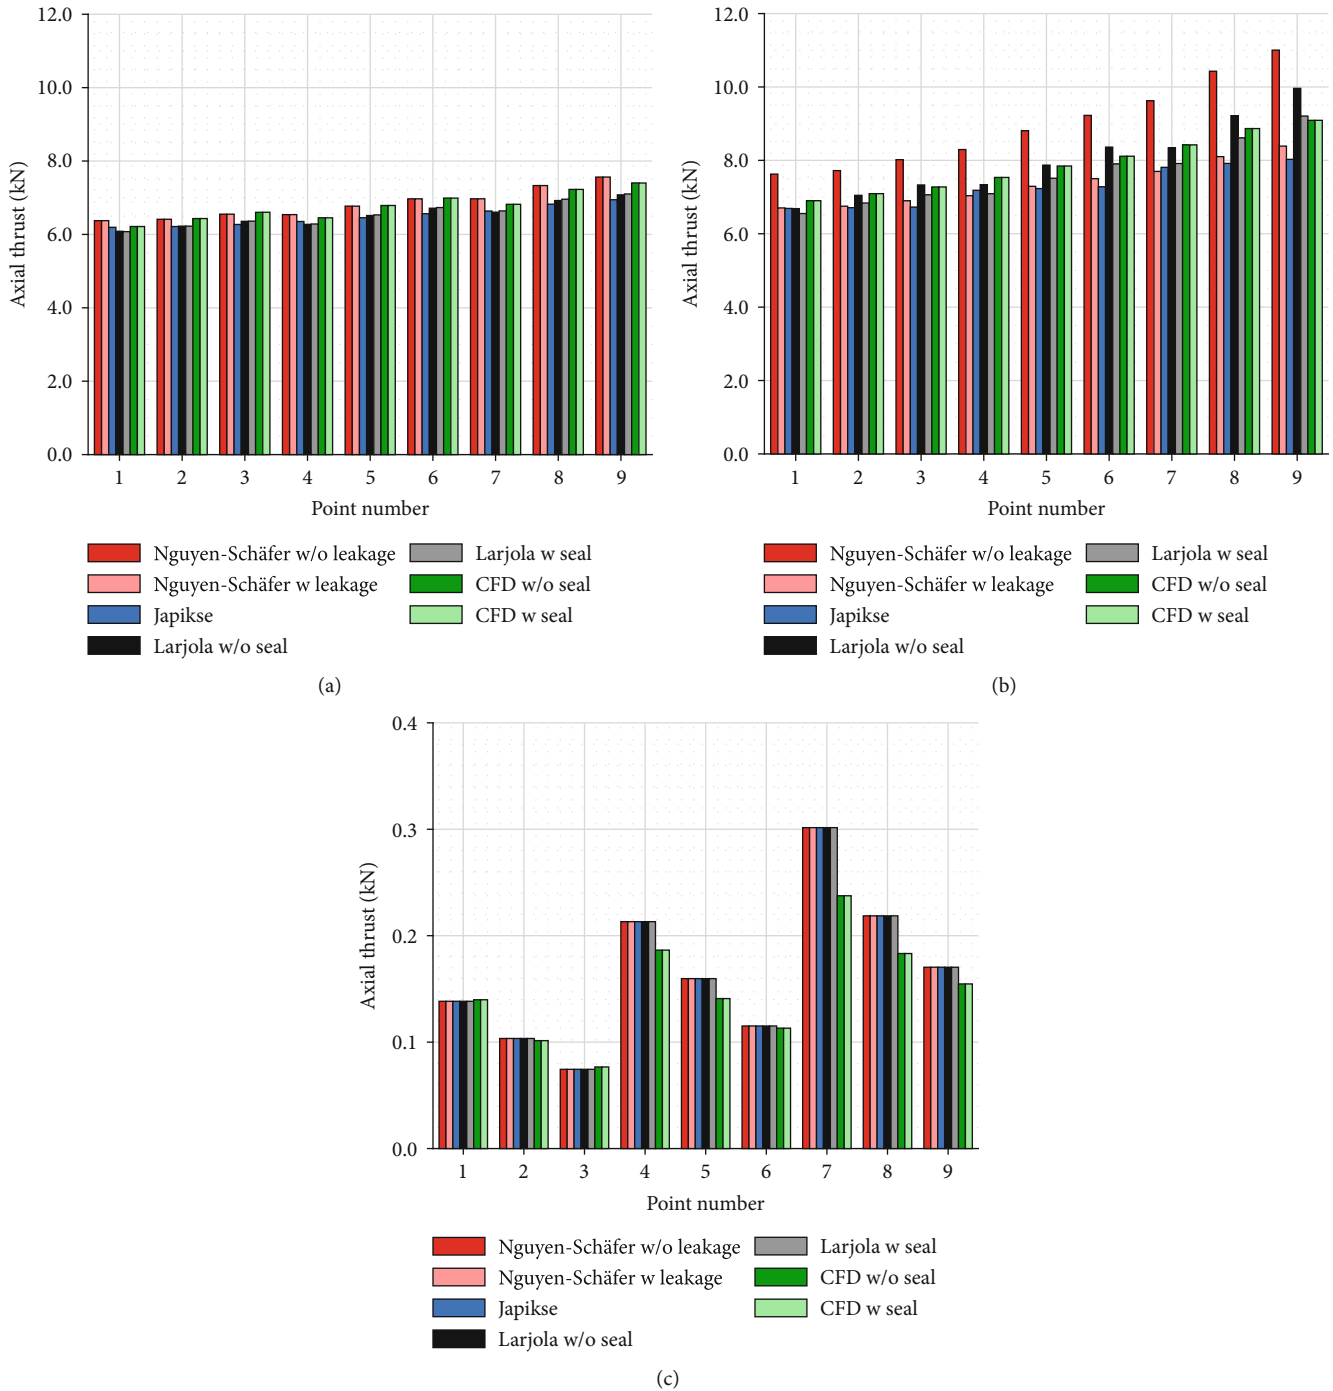 12.0
10.0
8.0
6.0
4.0
2.0
0.0
Axial thrust (kN)
1 2 3 4 5 6 7 8 9
Point number
Nguyen-Schäfer w/o leakage
Nguyen-Schäfer w leakage
Japikse
Larjola w/o seal
Larjola w seal
CFD w/o seal
CFD w seal
(a)
12.0
10.0
8.0
6.0
4.0
2.0
0.0
Axial thrust (kN)
1 2 3 4 5 6 7 8 9
Point number
Nguyen-Schäfer w/o leakage
Nguyen-Schäfer w leakage
Japikse
Larjola w/o seal
Larjola w seal
CFD w/o seal
CFD w seal
(b)
0.4
0.3
0.2
0.1
0.0
Axial thrust (kN)
1 2 3 4 5 6 7 8 9
Point number
Nguyen-Schäfer w/o leakage
Nguyen-Schäfer w leakage
Japikse
Larjola w/o seal
Larjola w seal
CFD w/o seal
CFD w seal
(c)